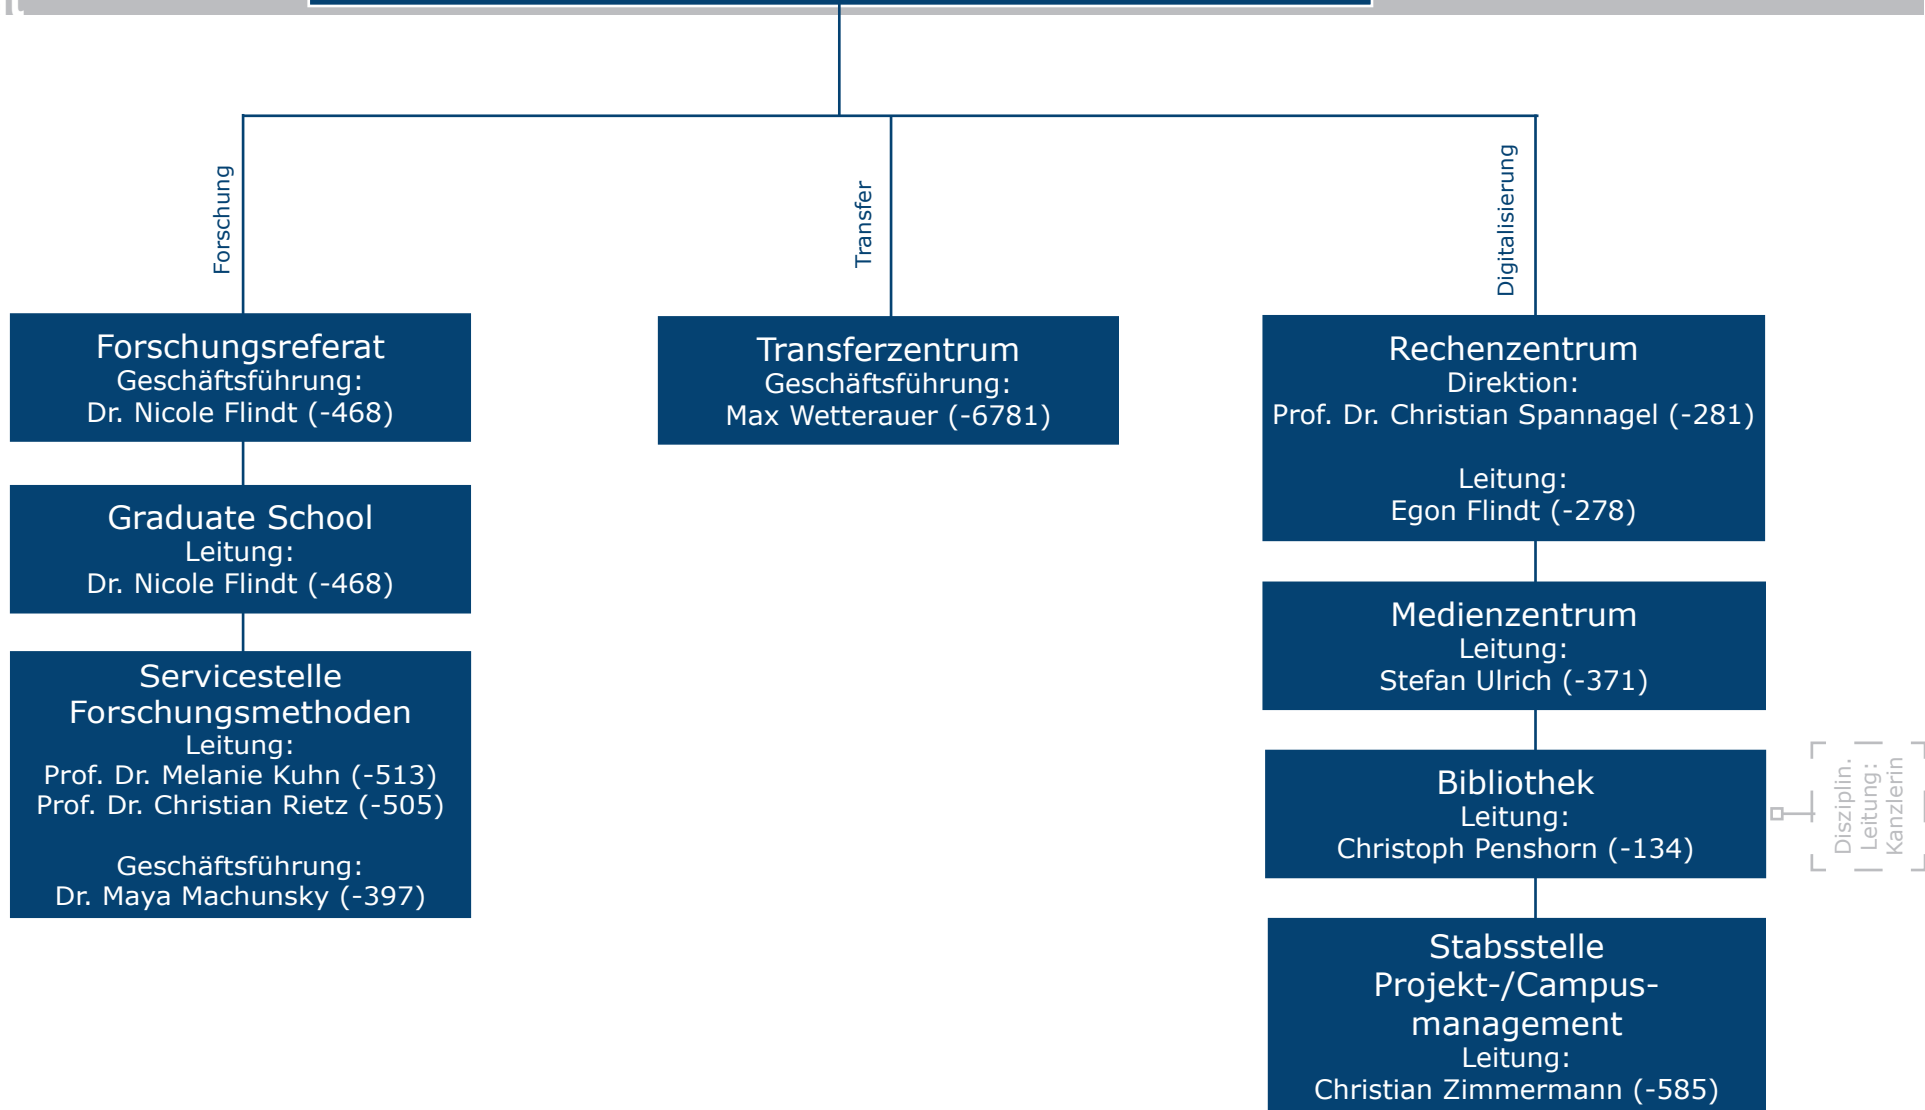 Forschung
Transfer
Digitalisierung
Forschungsreferat
Geschäftsführung:
Dr. Nicole Flindt (-468)
Graduate School
Leitung:
Dr. Nicole Flindt (-468)
Servicestelle
Forschungsmethoden
Leitung:
Prof. Dr. Melanie Kuhn (-513)
Prof. Dr. Christian Rietz (-505)
Geschäftsführung:
Dr. Maya Machunsky (-397)
Transferzentrum
Geschäftsführung:
Max Wetterauer (-6781)
Rechenzentrum
Direktion:
Prof. Dr. Christian Spannagel (-281)
Leitung:
Egon Flindt (-278)
Medienzentrum
Leitung:
Stefan Ulrich (-371)
Bibliothek
Leitung:
Christoph Penshorn (-134)
Disziplin.
Leitung:
Kanzlerin
Stabsstelle
Projekt-/Campus-
management
Leitung:
Christian Zimmermann (-585)